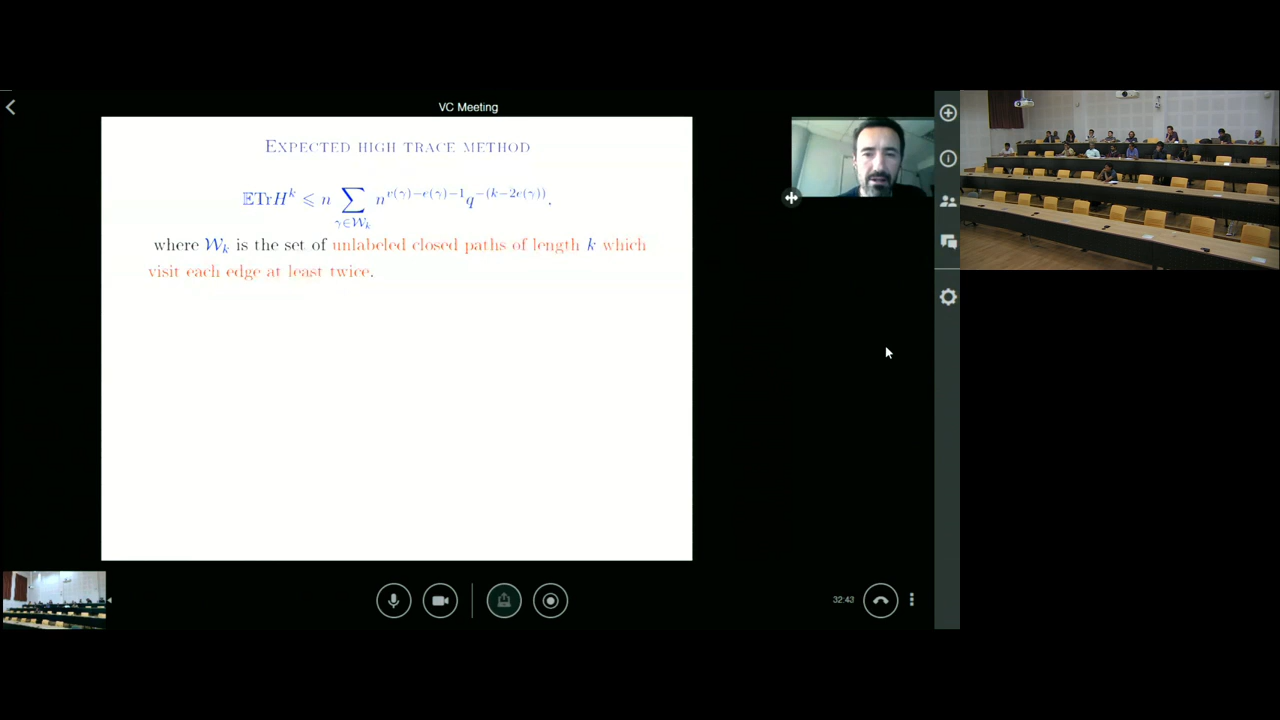 VC Meeting
EXPECTED HIGH TRACE METHOD
𝔼TrH^k ⩽ n ∑_{γ∈𝒲_k} n^{v(γ)−e(γ)−1} q^{−(k−2e(γ))}.
where 𝒲_k is the set of unlabeled closed paths of length k which
visit each edge at least twice.
32:43